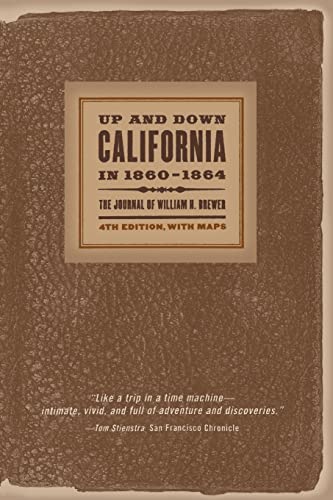 UP AND DOWN
CALIFORNIA
IN 1860–1864
THE JOURNAL OF WILLIAM H. BREWER
4TH EDITION, WITH MAPS
"Like a trip in a time machine—
intimate, vivid, and full of adventure and discoveries."
—Tom Stienstra, San Francisco Chronicle